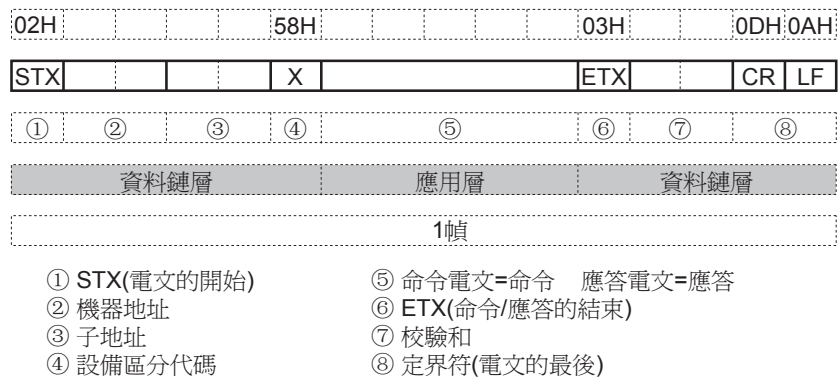 02H 58H 03H 0DH 0AH
STX X ETX CR LF
① ② ③ ④ ⑤ ⑥ ⑦ ⑧
資料鏈層 應用層 資料鏈層
1幀
① STX(電文的開始) ⑤ 命令電文=命令 應答電文=應答
② 機器地址 ⑥ ETX(命令/應答的結束)
③ 子地址 ⑦ 校驗和
④ 設備區分代碼 ⑧ 定界符(電文的最後)